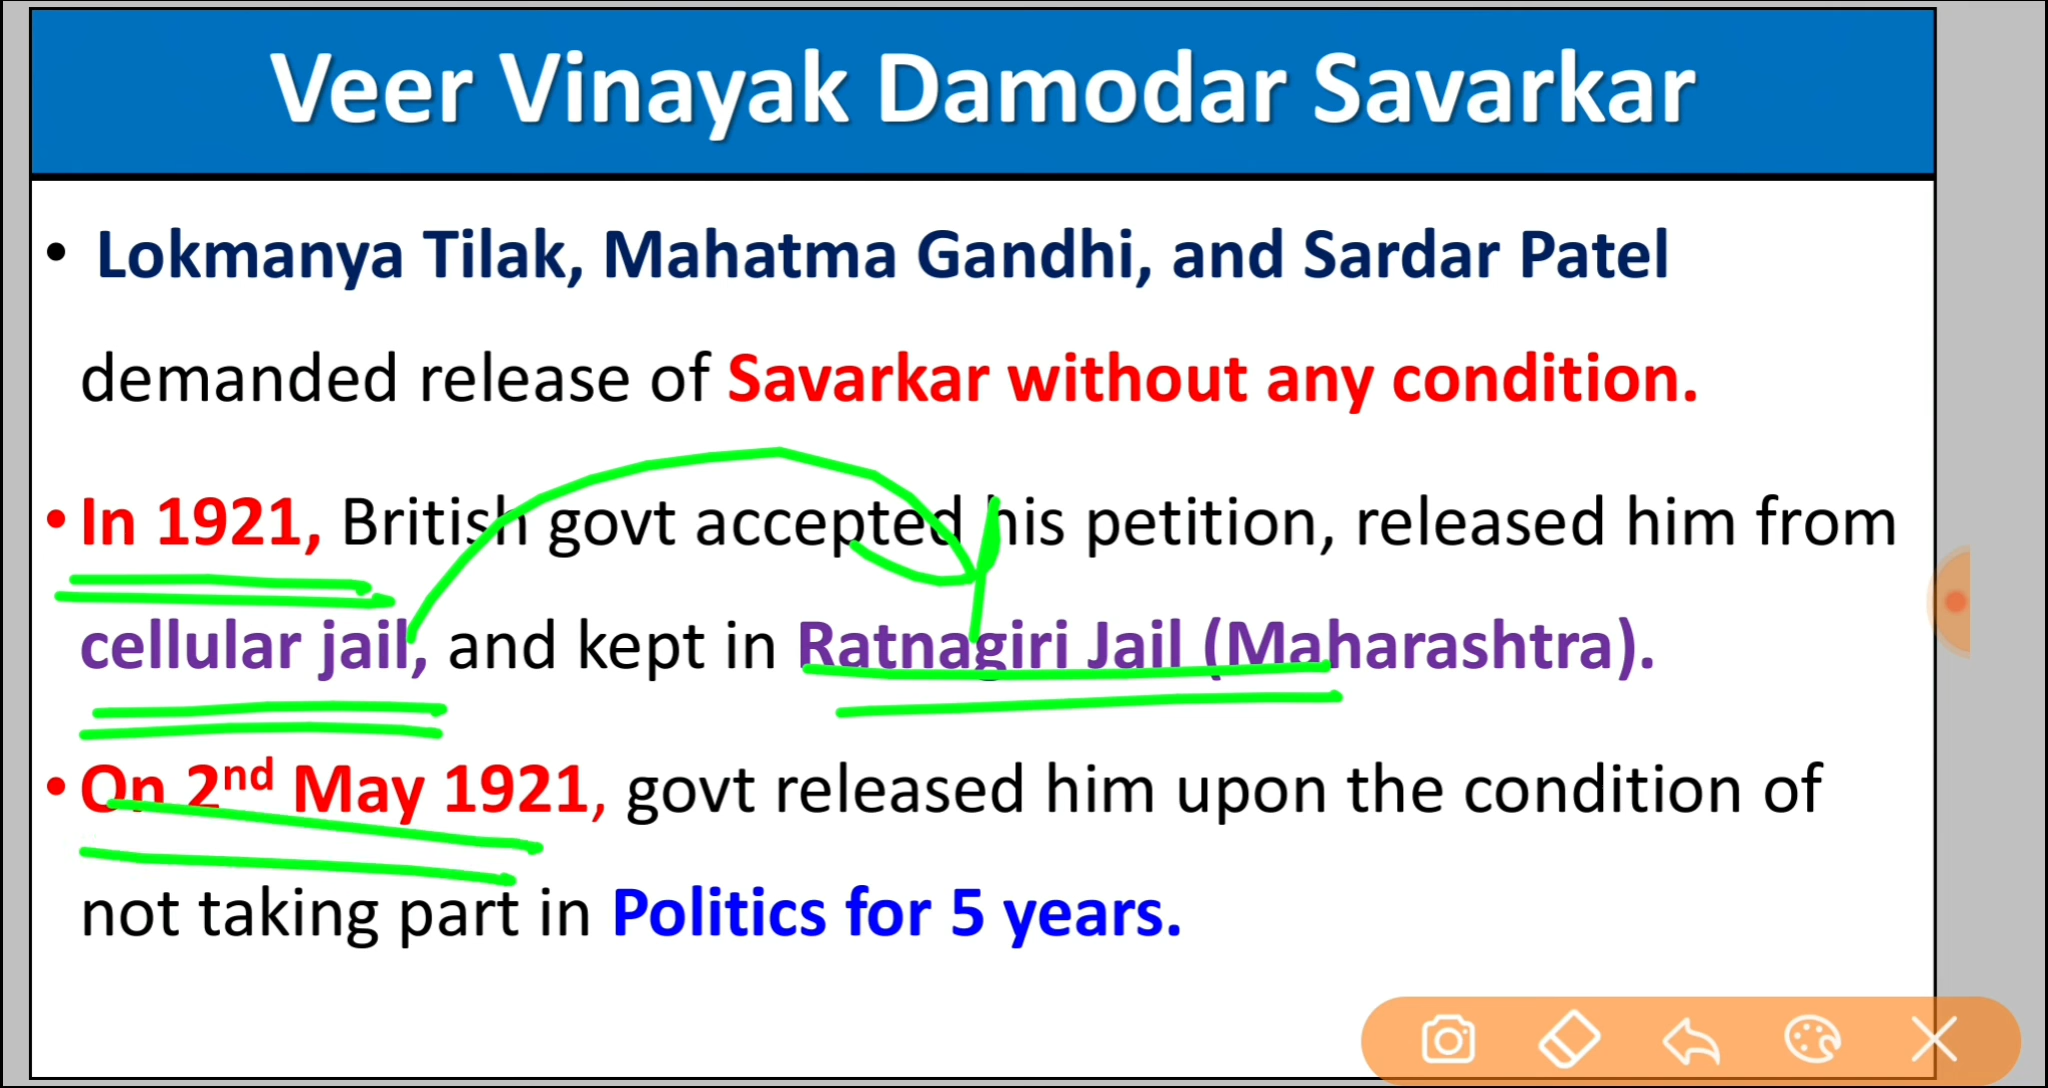 Veer Vinayak Damodar Savarkar
• Lokmanya Tilak, Mahatma Gandhi, and Sardar Patel
demanded release of Savarkar without any condition.
• In 1921, British govt accepted his petition, released him from
cellular jail, and kept in Ratnagiri Jail (Maharashtra).
• On 2nd May 1921, govt released him upon the condition of
not taking part in Politics for 5 years.